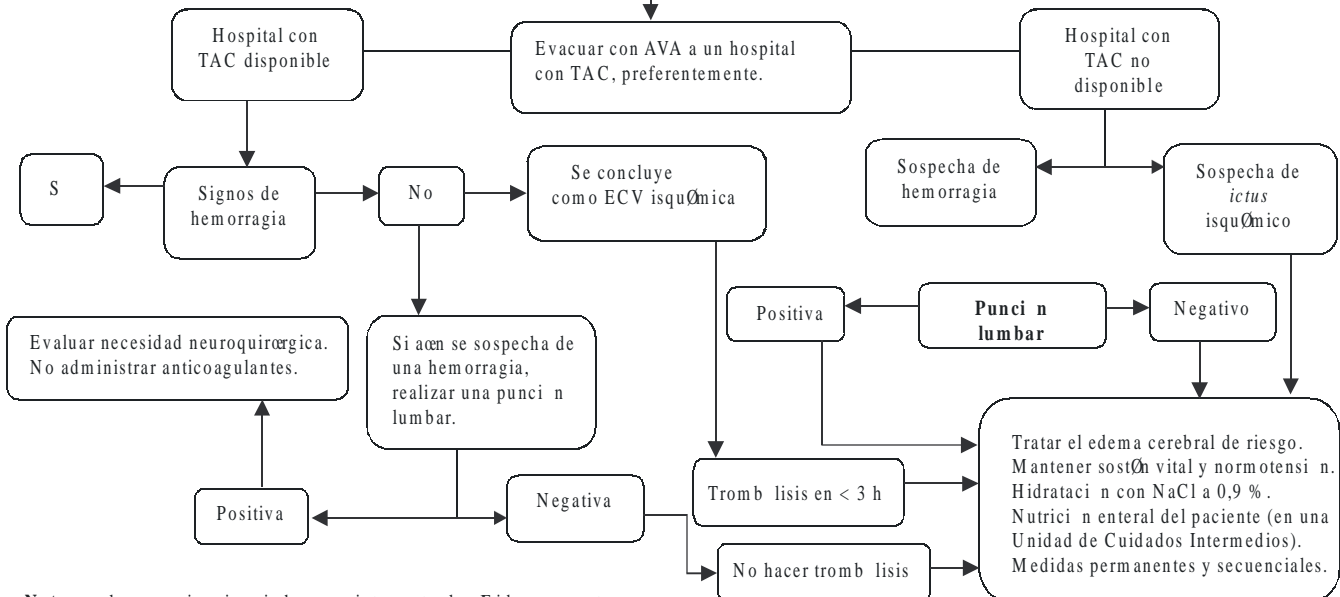 Hospital con
TAC disponible
Evacuar con AVA a un hospital
con TAC, preferentemente.
Hospital con
TAC no
disponible
S
Signos de
hemorragia
No
Se concluye
como ECV isquØmica
Sospecha de
hemorragia
Sospecha de
ictus
isquØmico
Positiva
Punci n
lumbar
Negativo
Evaluar necesidad neuroquirœrgica.
No administrar anticoagulantes.
Si aœn se sospecha de
una hemorragia,
realizar una punci n
lumbar.
Tratar el edema cerebral de riesgo.
Mantener sostØn vital y normotensi n.
Hidrataci n con NaCl a 0,9 %.
Nutrici n enteral del paciente (en una
Unidad de Cuidados Intermedios).
Medidas permanentes y secuenciales.
Positiva
Negativa
Tromb lisis en < 3 h
No hacer tromb lisis